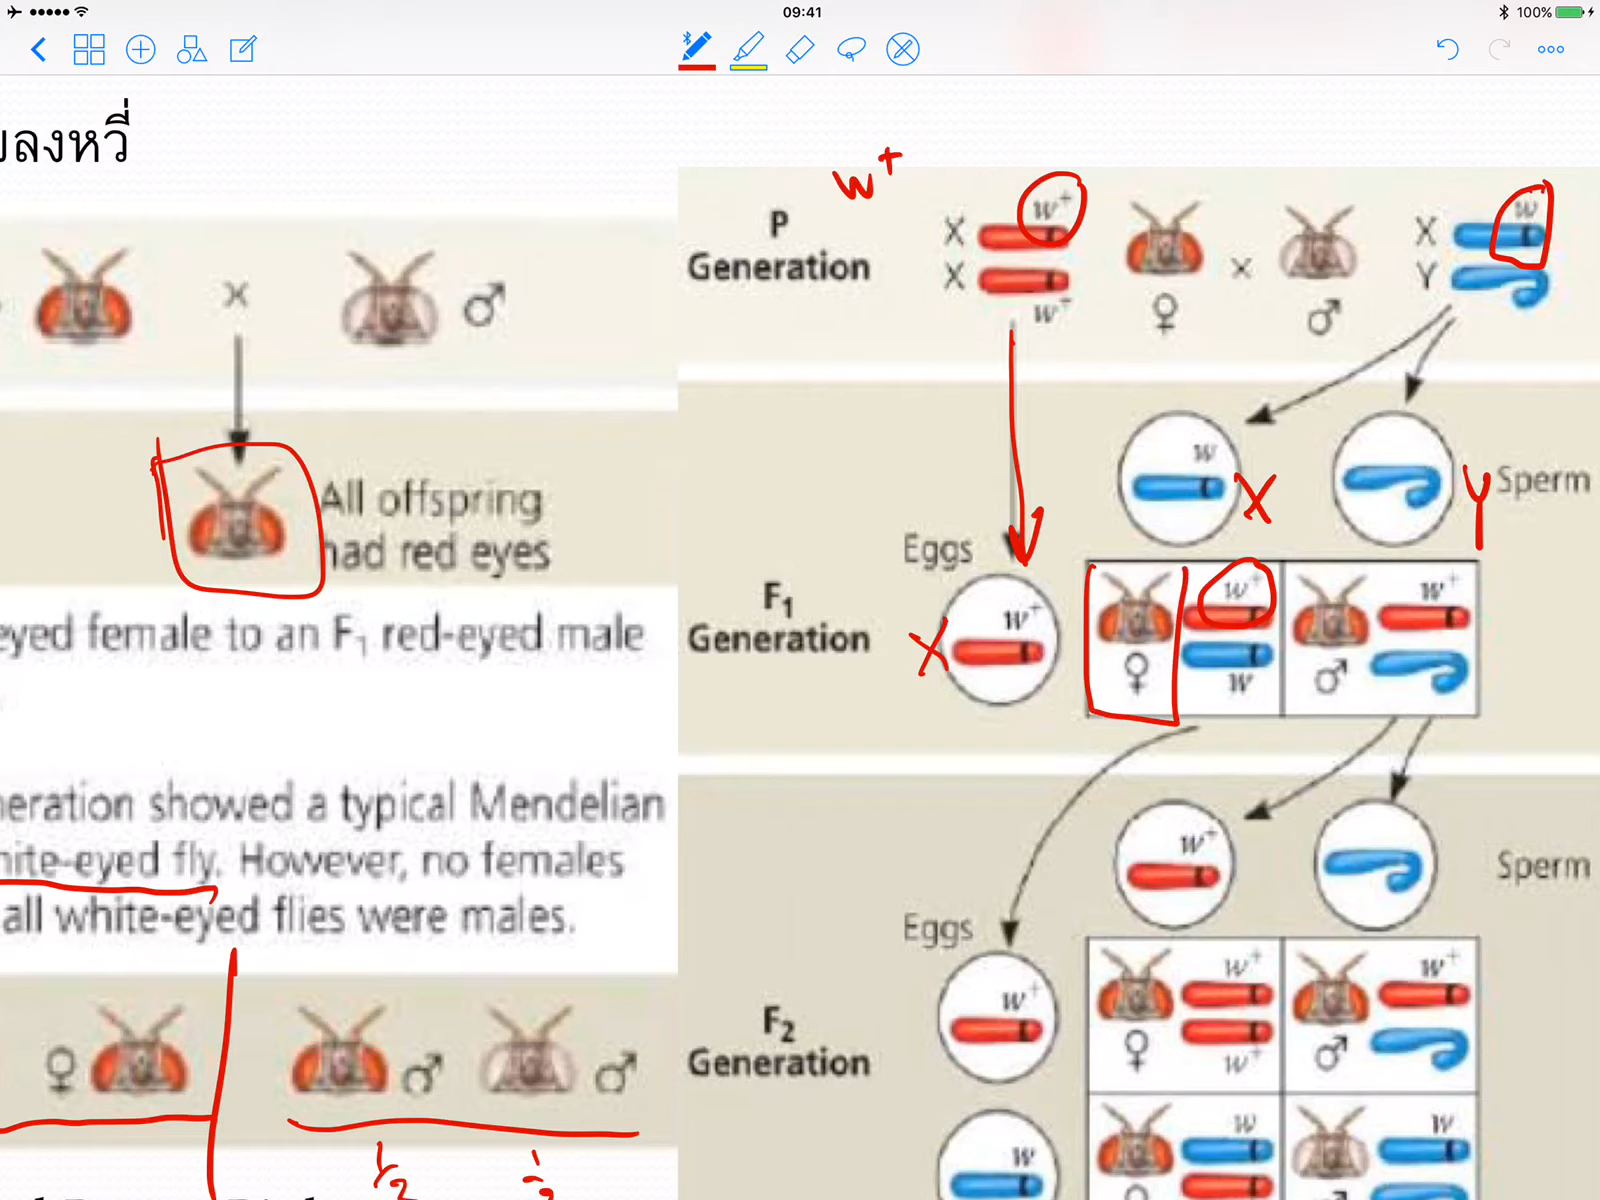 09:41
100%
ลงหวี่
All offspring
had red eyes
eyed female to an F₁ red-eyed male
neration showed a typical Mendelian
hite-eyed fly. However, no females
all white-eyed flies were males.
♀
♂
♂
1/2
w⁺
P
Generation
X w⁺
X w⁺
♀ × ♂
X w
Y
w X
Y Sperm
Eggs
F₁
Generation
X w⁺
♀ w⁺
w
♂ w⁺
w⁺
Sperm
Eggs
F₂
Generation
w⁺
♀ w⁺
w⁺
♂ w⁺
w
w
w